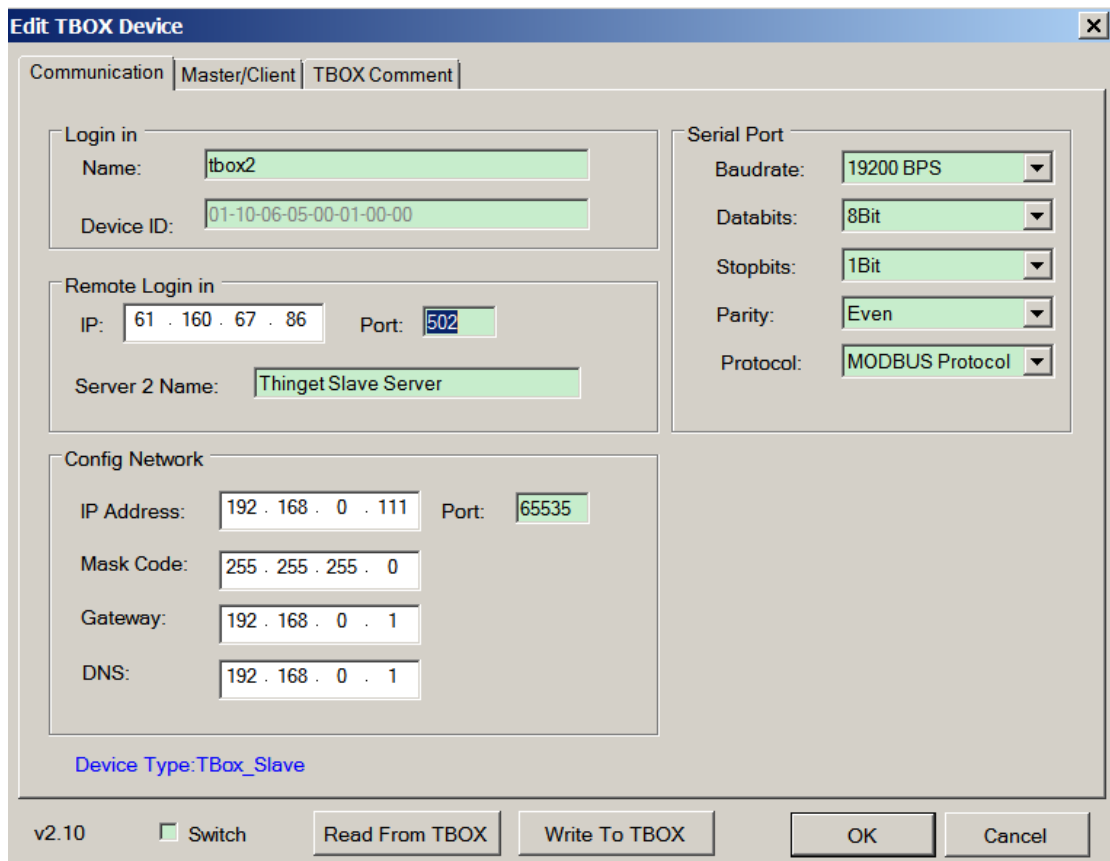 Edit TBOX Device
Communication Master/Client TBOX Comment
Login in
Name: tbox2
Device ID: 01-10-06-05-00-01-00-00
Remote Login in
IP: 61 . 160 . 67 . 86 Port: 502
Server 2 Name: Thinget Slave Server
Config Network
IP Address: 192 . 168 . 0 . 111 Port: 65535
Mask Code: 255 . 255 . 255 . 0
Gateway: 192 . 168 . 0 . 1
DNS: 192 . 168 . 0 . 1
Device Type:TBox_Slave
Serial Port
Baudrate: 19200 BPS
Databits: 8Bit
Stopbits: 1Bit
Parity: Even
Protocol: MODBUS Protocol
v2.10 Switch Read From TBOX Write To TBOX OK Cancel